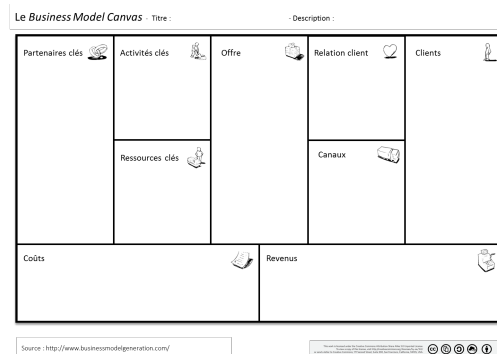 Le Business Model Canvas - Titre : - Description :
Partenaires clés
Activités clés
Offre
Relation client
Clients
Ressources clés
Canaux
Coûts
Revenus
Source : http://www.businessmodelgeneration.com/